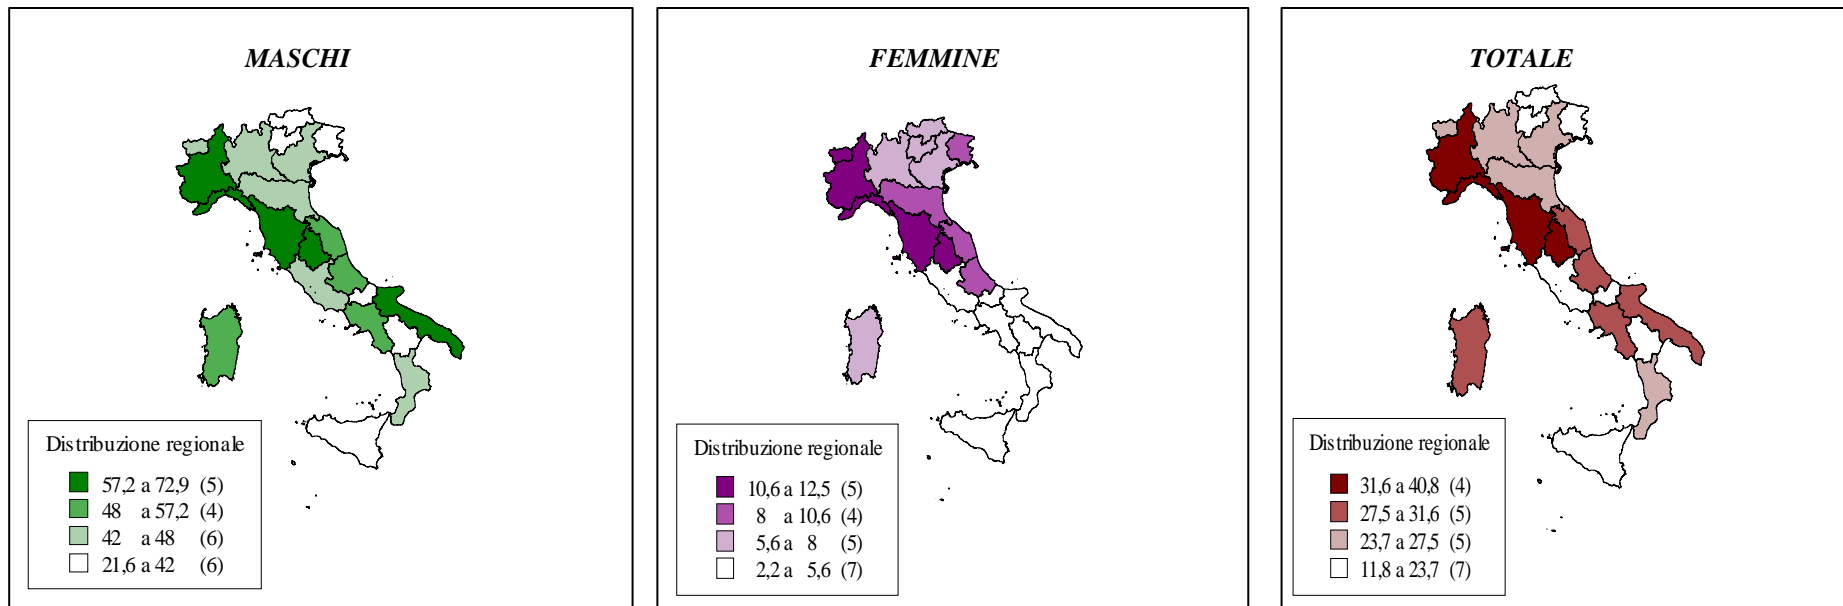 MASCHI
Distribuzione regionale
57,2 a 72,9 (5)
48 a 57,2 (4)
42 a 48 (6)
21,6 a 42 (6)
FEMMINE
Distribuzione regionale
10,6 a 12,5 (5)
8 a 10,6 (4)
5,6 a 8 (5)
2,2 a 5,6 (7)
TOTALE
Distribuzione regionale
31,6 a 40,8 (4)
27,5 a 31,6 (5)
23,7 a 27,5 (5)
11,8 a 23,7 (7)